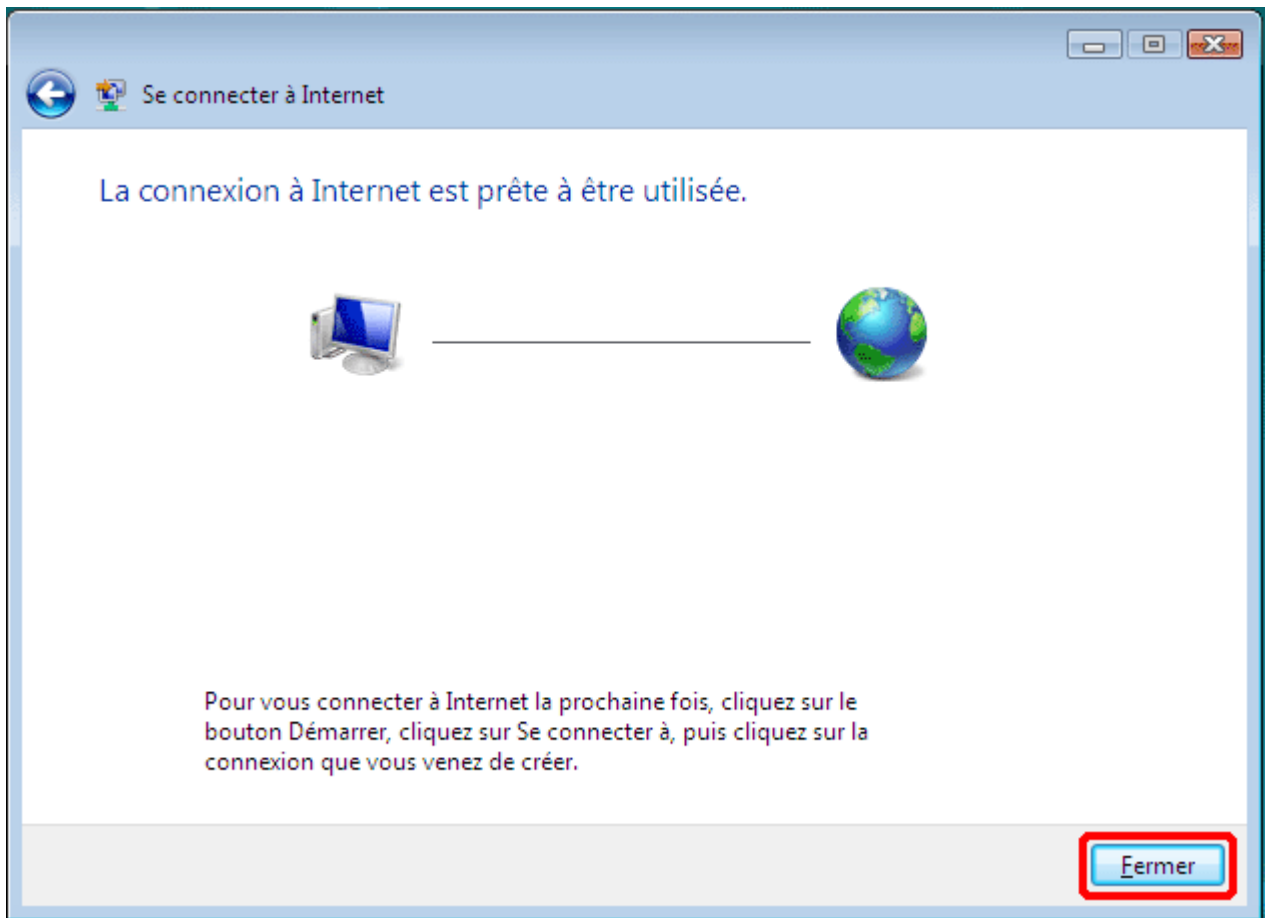 Se connecter à Internet
La connexion à Internet est prête à être utilisée.
Pour vous connecter à Internet la prochaine fois, cliquez sur le
bouton Démarrer, cliquez sur Se connecter à, puis cliquez sur la
connexion que vous venez de créer.
Fermer